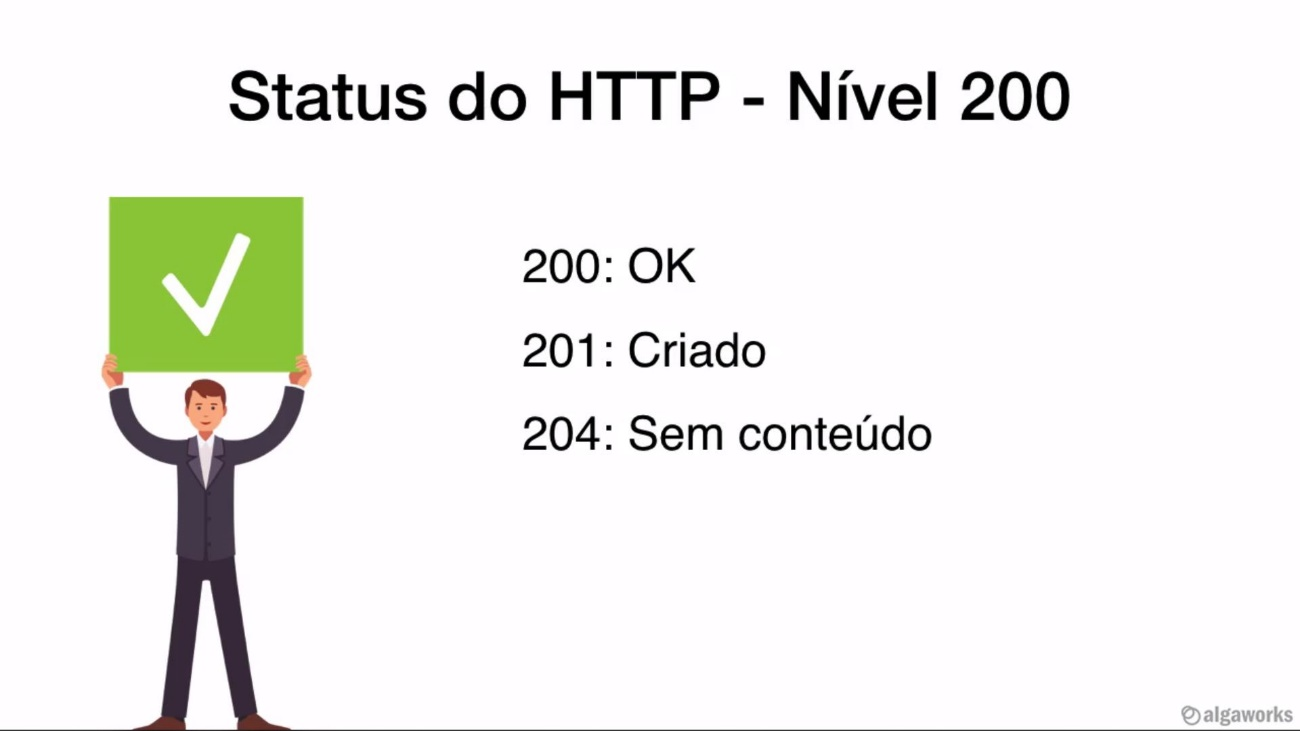 Status do HTTP - Nível 200
200: OK
201: Criado
204: Sem conteúdo
algaworks